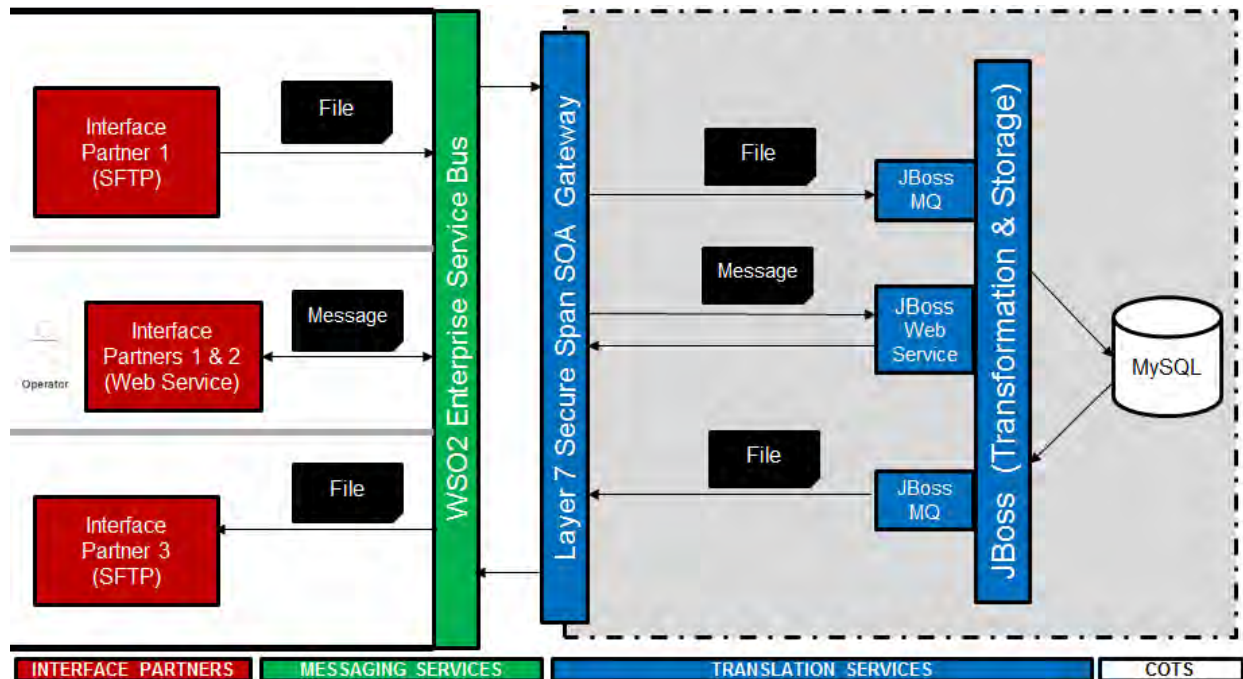 Interface
Partner 1
(SFTP)
File
Interface
Partners 1 & 2
(Web Service)
Message
Operator
Interface
Partner 3
(SFTP)
File
WSO2 Enterprise Service Bus
Layer 7 Secure Span SOA Gateway
File
JBoss
MQ
Message
JBoss
Web
Service
File
JBoss
MQ
JBoss (Transformation & Storage)
MySQL
INTERFACE PARTNERS
MESSAGING SERVICES
TRANSLATION SERVICES
COTS